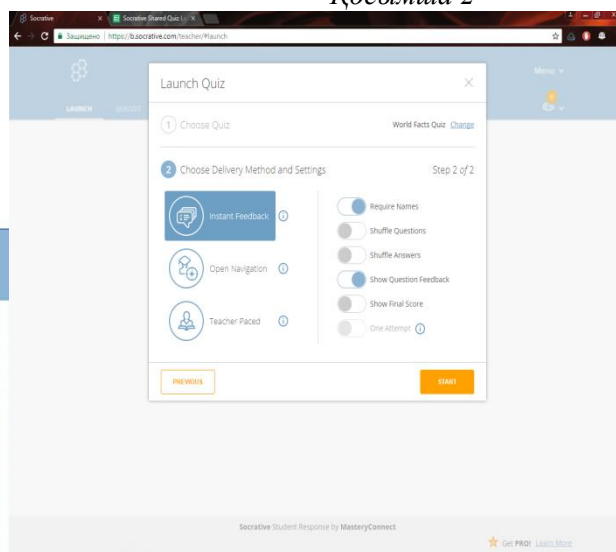 Қосымша 2
Socrative
Socrative Shared Quiz L
Защищено https://b.socrative.com/teacher/#launch
Menu
LAUNCH
Launch Quiz
1 Choose Quiz
World Facts Quiz Change
2 Choose Delivery Method and Settings
Step 2 of 2
Instant Feedback
Open Navigation
Teacher Paced
Require Names
Shuffle Questions
Shuffle Answers
Show Question Feedback
Show Final Score
One Attempt
PREVIOUS
START
Socrative Student Response by MasteryConnect
Get PRO! Learn More